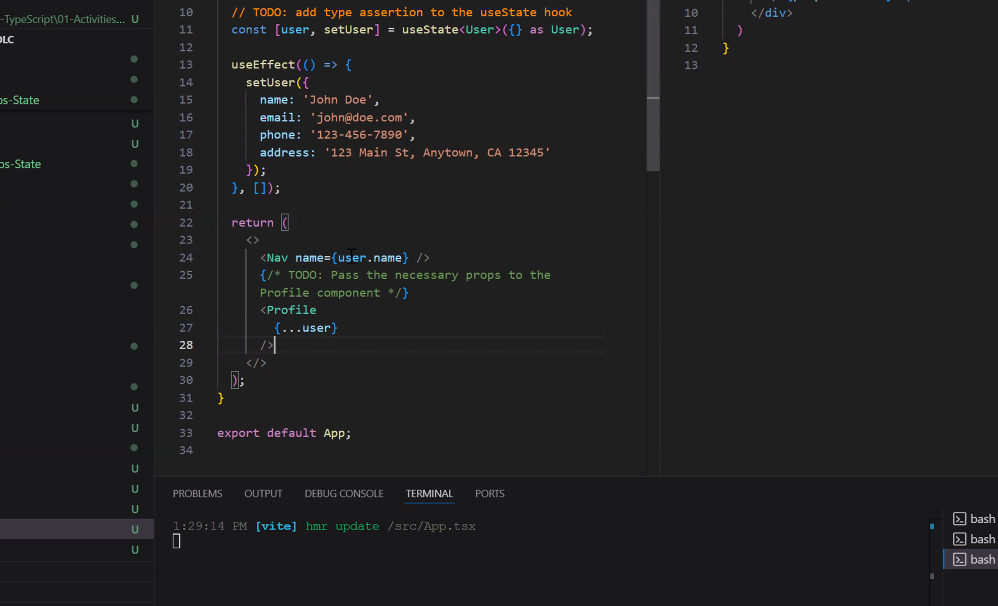 -TypeScript\01-Activities... U
OLC
os-State
U
U
os-State
U
U
U
U
U
U
U
10 // TODO: add type assertion to the useState hook
11 const [user, setUser] = useState<User>({} as User);
12
13 useEffect(() => {
14 setUser({
15 name: 'John Doe',
16 email: 'john@doe.com',
17 phone: '123-456-7890',
18 address: '123 Main St, Anytown, CA 12345'
19 });
20 }, []);
21
22 return (
23 <>
24 <Nav name={user.name} />
25 {/* TODO: Pass the necessary props to the
Profile component */}
26 <Profile
27 {...user}
28 />
29 </>
30 );
31 }
32
33 export default App;
34
10 </div>
11 )
12 }
13
PROBLEMS OUTPUT DEBUG CONSOLE TERMINAL PORTS
1:29:14 PM [vite] hmr update /src/App.tsx
bash
bash
bash